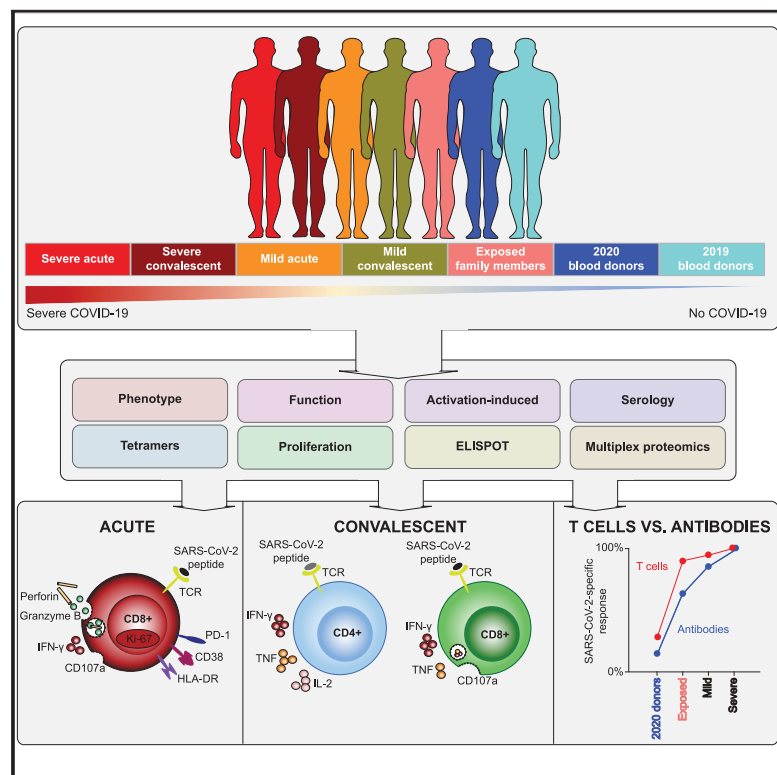 Severe acute
Severe
convalescent
Mild acute
Mild
convalescent
Exposed
family members
2020
blood donors
2019
blood donors
Severe COVID-19
No COVID-19
Phenotype
Function
Activation-induced
Serology
Tetramers
Proliferation
ELISPOT
Multiplex proteomics
ACUTE
SARS-CoV-2
peptide
TCR
Perforin
Granzyme B
CD8+
Ki-67
IFN-γ
CD107a
PD-1
CD38
HLA-DR
CONVALESCENT
SARS-CoV-2
peptide
TCR
IFN-γ
CD4+
TNF
IL-2
SARS-CoV-2
peptide
TCR
IFN-γ
CD8+
TNF
CD107a
T CELLS VS. ANTIBODIES
SARS-CoV-2-specific
response
100%
0%
T cells
Antibodies
2020 donors
Exposed
Mild
Severe